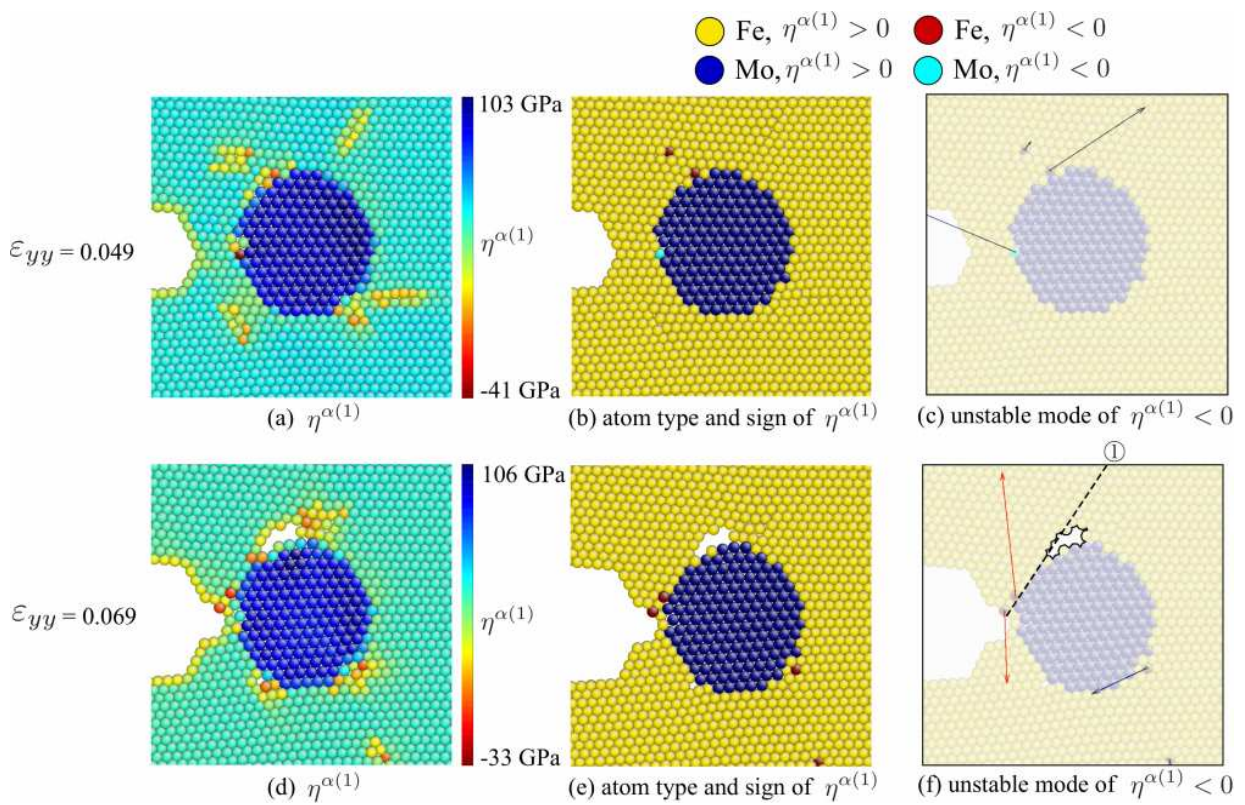 Fe, η^α(1) > 0
Fe, η^α(1) < 0
Mo, η^α(1) > 0
Mo, η^α(1) < 0
103 GPa
ε_yy = 0.049
η^α(1)
-41 GPa
(a) η^α(1)
(b) atom type and sign of η^α(1)
(c) unstable mode of η^α(1) < 0
①
106 GPa
ε_yy = 0.069
η^α(1)
-33 GPa
(d) η^α(1)
(e) atom type and sign of η^α(1)
(f) unstable mode of η^α(1) < 0